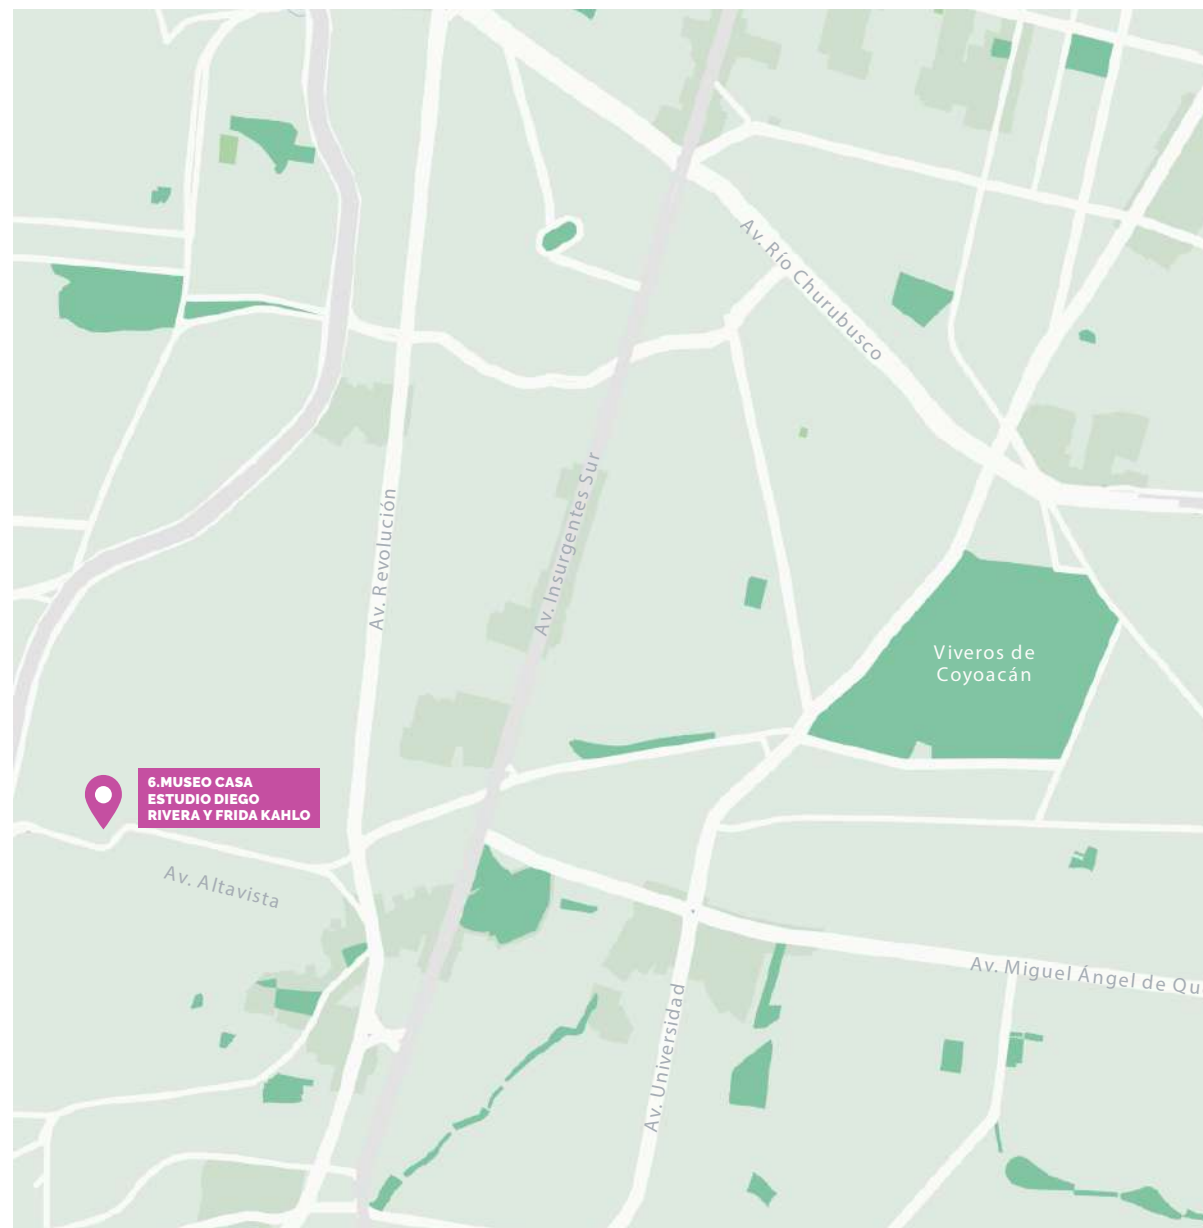 Av. Río Churubusco
Av. Insurgentes Sur
Av. Revolución
Viveros de
Coyoacán
6.MUSEO CASA
ESTUDIO DIEGO
RIVERA Y FRIDA KAHLO
Av. Altavista
Av. Miguel Ángel de Qu
Av. Universidad